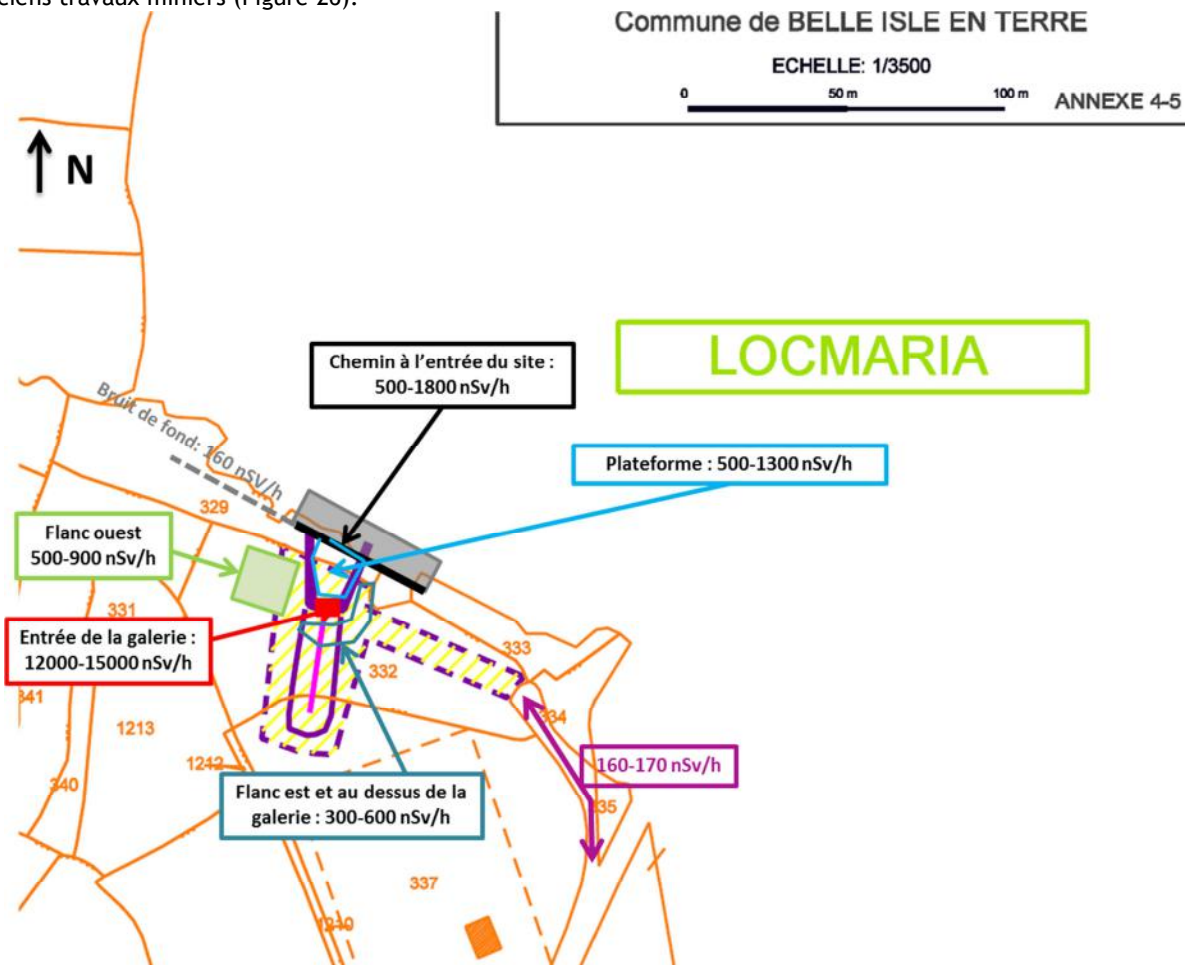 ciens travaux miniers (Figure 26).
Commune de BELLE ISLE EN TERRE
ECHELLE: 1/3500
0 50 m 100 m
ANNEXE 4-5
N
LOCMARIA
Chemin à l'entrée du site :
500-1800 nSv/h
Bruit de fond: 160 nSV/h
Plateforme : 500-1300 nSv/h
329
Flanc ouest
500-900 nSv/h
331
Entrée de la galerie :
12000-15000 nSv/h
333
332
341
1213
334
1212
160-170 nSv/h
340
Flanc est et au dessus de la
galerie : 300-600 nSv/h
335
337
1210